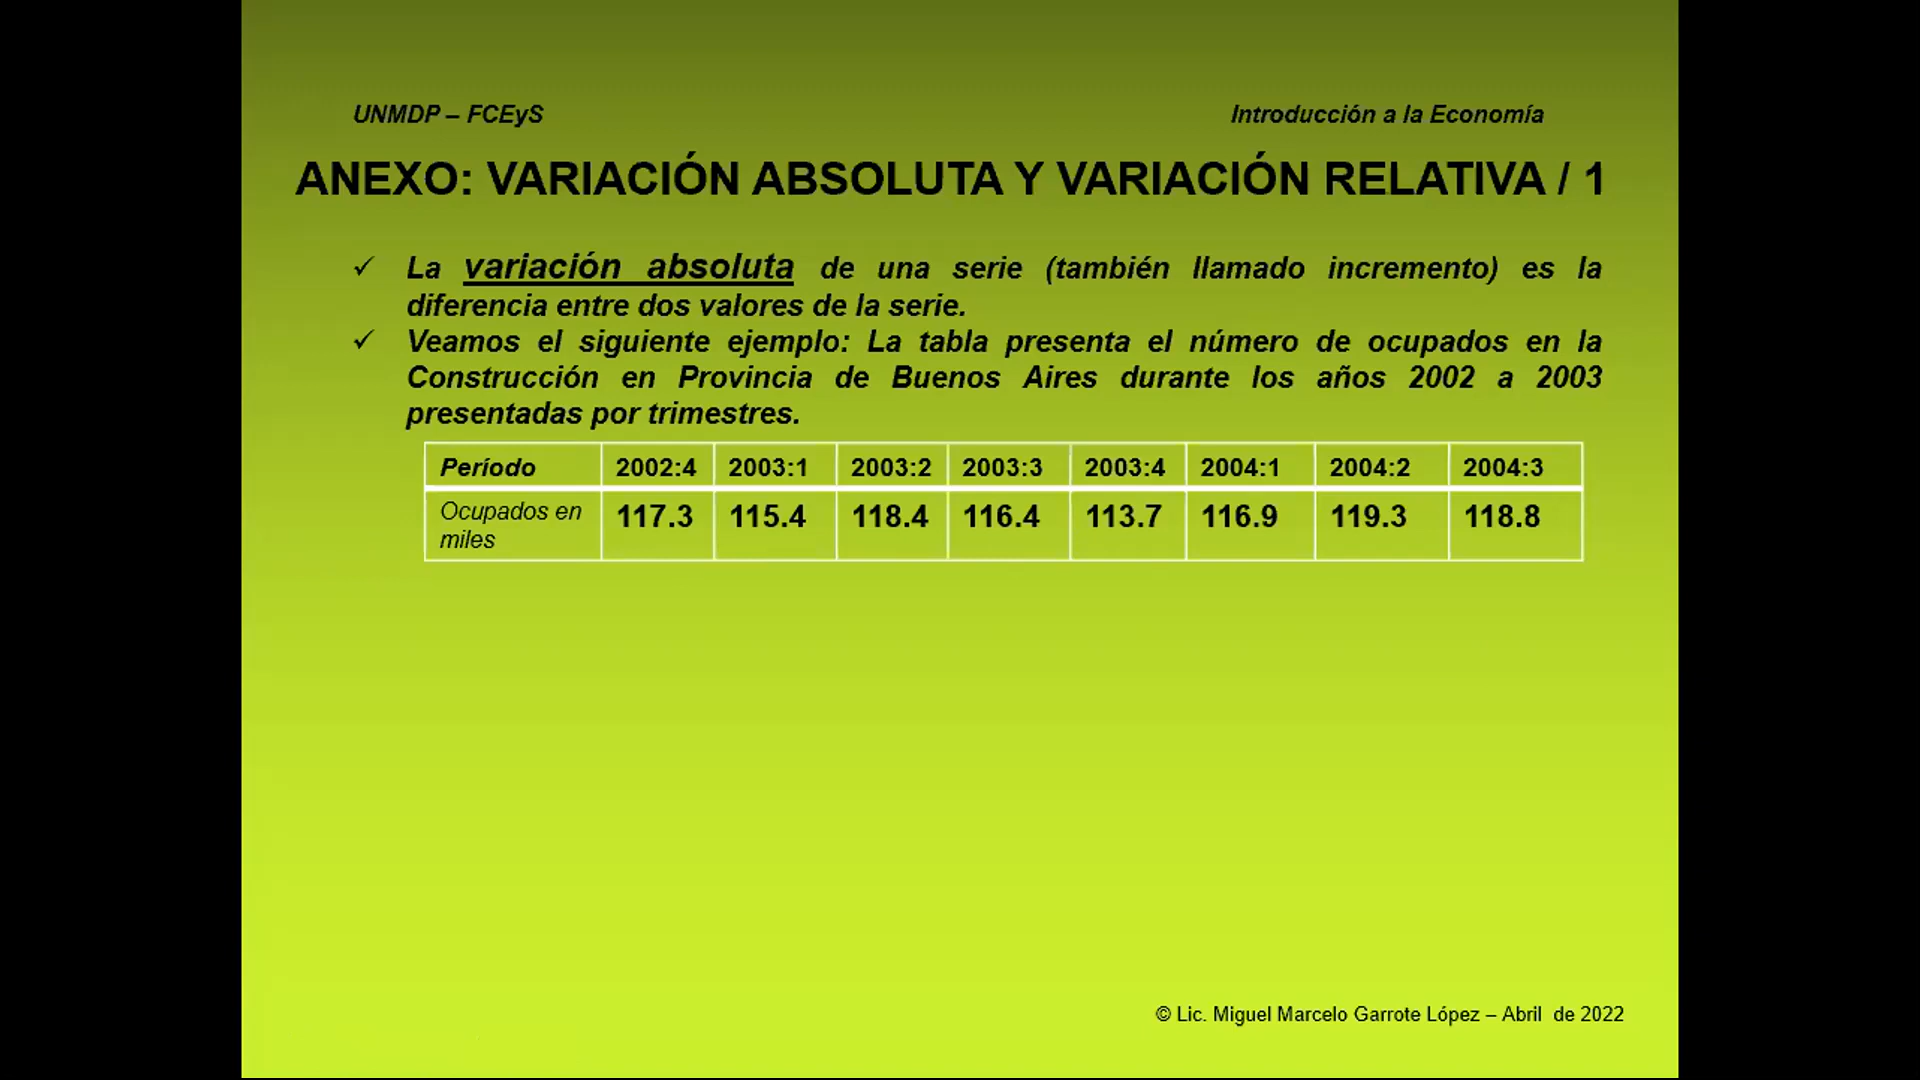 UNMDP – FCEyS
Introducción a la Economía
ANEXO: VARIACIÓN ABSOLUTA Y VARIACIÓN RELATIVA / 1
✓ La variación absoluta de una serie (también llamado incremento) es la
diferencia entre dos valores de la serie.
✓ Veamos el siguiente ejemplo: La tabla presenta el número de ocupados en la
Construcción en Provincia de Buenos Aires durante los años 2002 a 2003
presentadas por trimestres.
Período 2002:4 2003:1 2003:2 2003:3 2003:4 2004:1 2004:2 2004:3
Ocupados en
miles 117.3 115.4 118.4 116.4 113.7 116.9 119.3 118.8
© Lic. Miguel Marcelo Garrote López – Abril de 2022